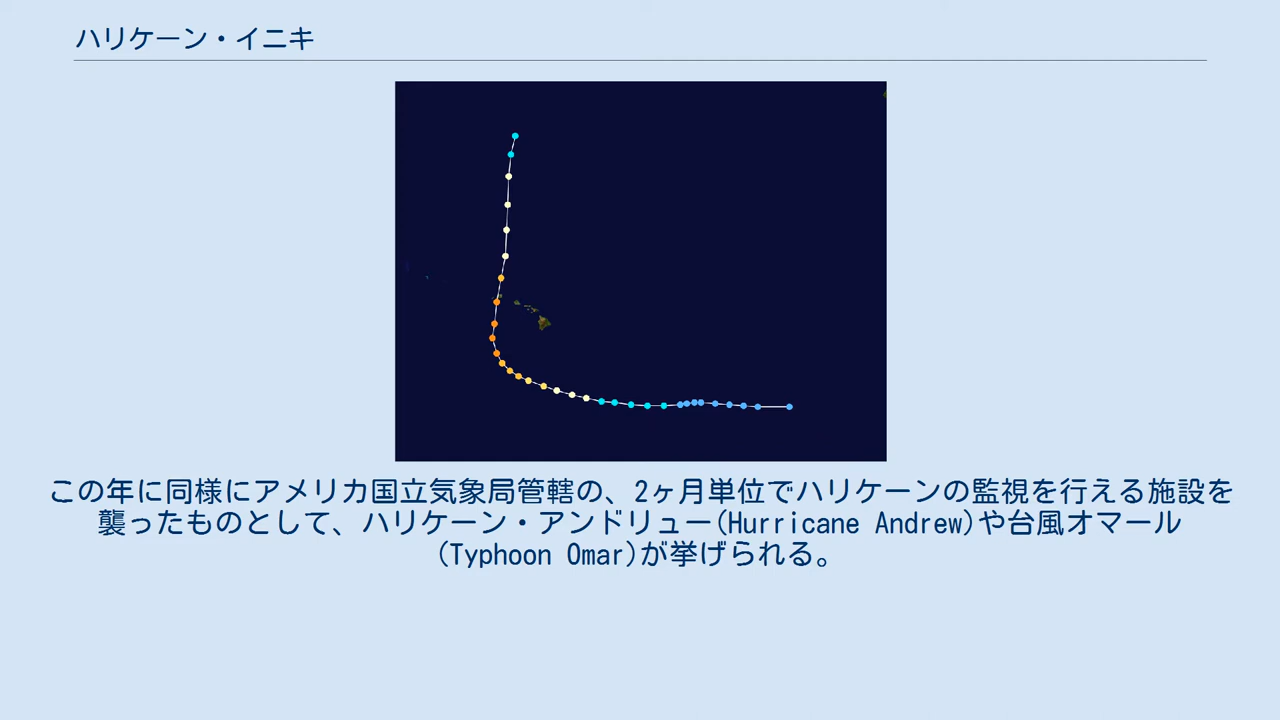 ハリケーン・イニキ
この年に同様にアメリカ国立気象局管轄の、2ヶ月単位でハリケーンの監視を行える施設を
襲ったものとして、ハリケーン・アンドリュー(Hurricane Andrew)や台風オマール
(Typhoon Omar)が挙げられる。